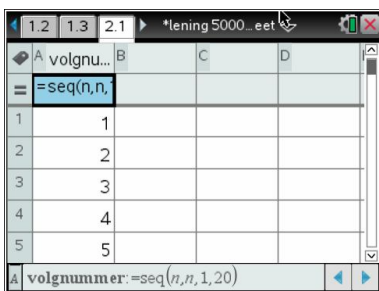 1.2 1.3 2.1 *lening 5000...eet
A volgnu... B C D
= =seq(n,n,1
1 1
2 2
3 3
4 4
5 5
A volgnummer:=seq(n,n,1,20)